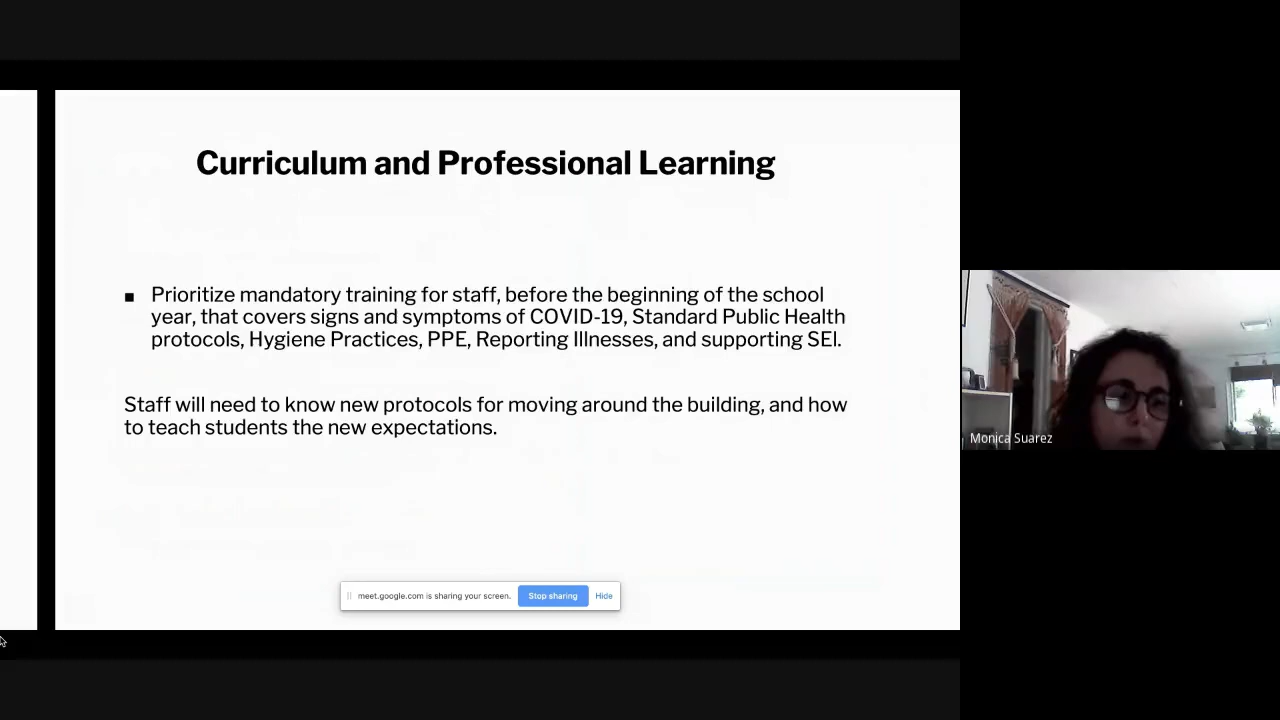 Curriculum and Professional Learning
■ Prioritize mandatory training for staff, before the beginning of the school
year, that covers signs and symptoms of COVID-19, Standard Public Health
protocols, Hygiene Practices, PPE, Reporting Illnesses, and supporting SEl.
Staff will need to know new protocols for moving around the building, and how
to teach students the new expectations.
meet.google.com is sharing your screen. Stop sharing Hide
Monica Suarez